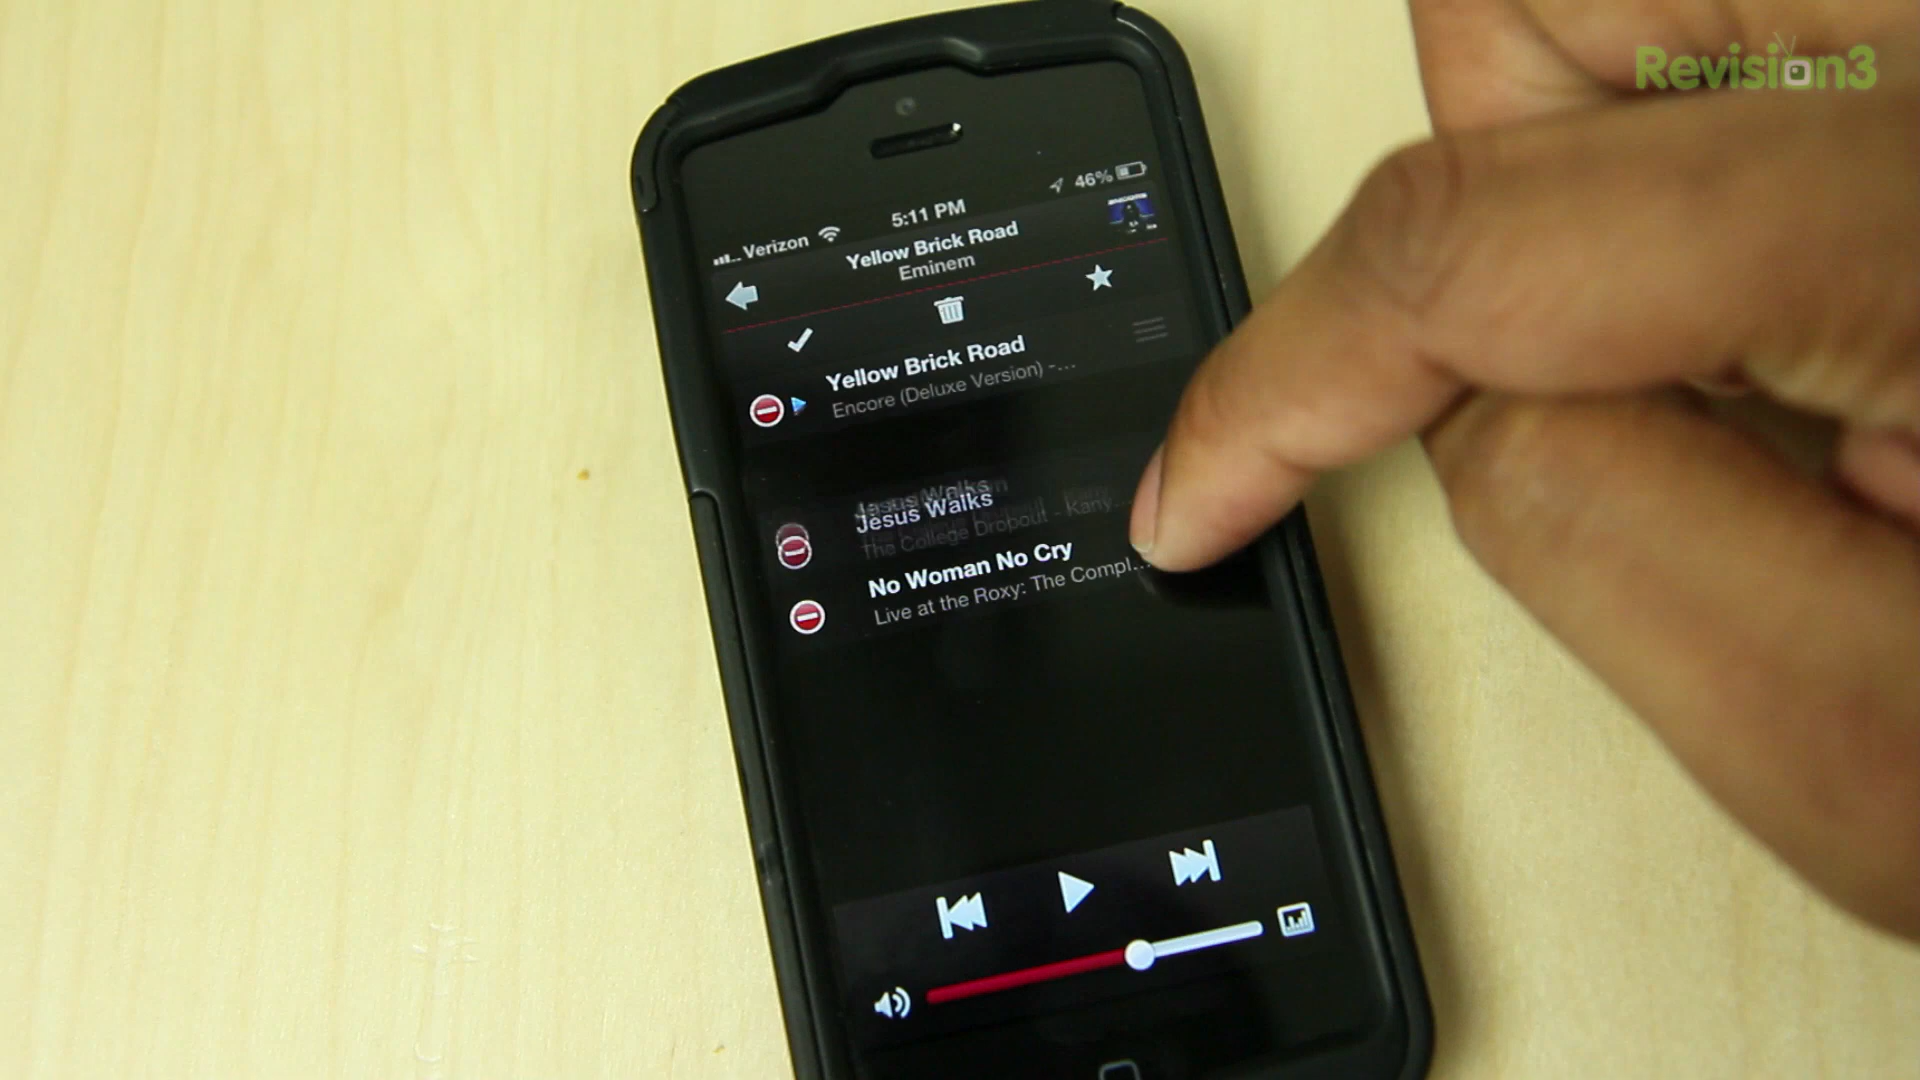 Revision3
Verizon 5:11 PM 46%
Yellow Brick Road
Eminem
Yellow Brick Road
Encore (Deluxe Version) -...
Jesus Walks
The College Dropout - Kany...
No Woman No Cry
Live at the Roxy: The Compl...